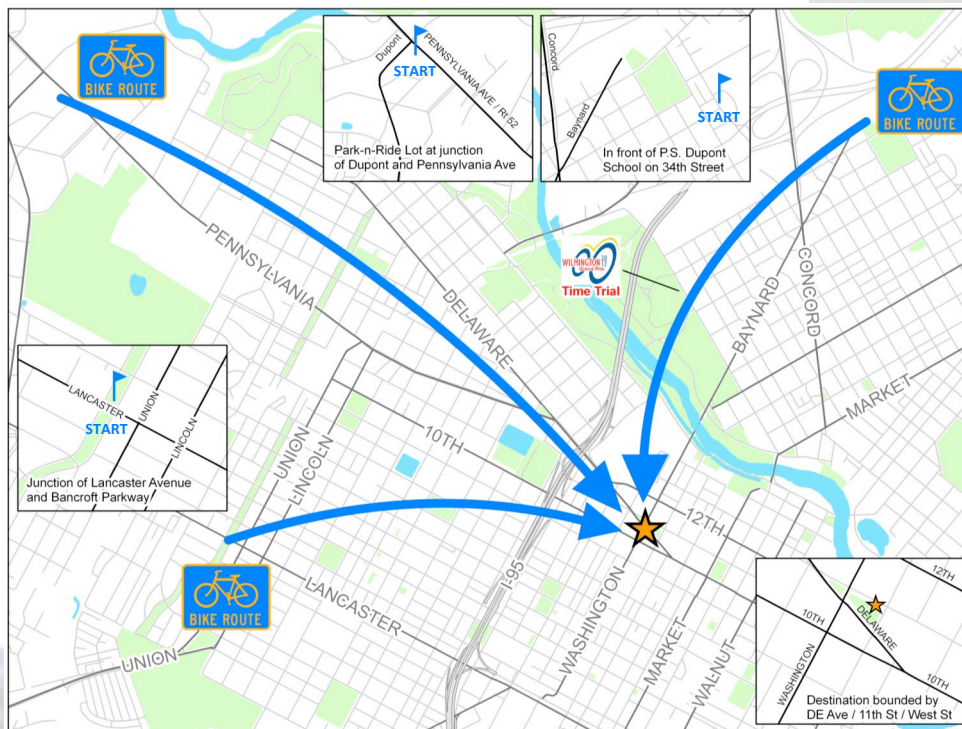 BIKE ROUTE
Dupont
PENNSYLVANIA AVE / Rt 52
START
Park-n-Ride Lot at junction
of Dupont and Pennsylvania Ave
Concord
Baynard
START
In front of P.S. Dupont
School on 34th Street
BIKE ROUTE
PENNSYLVANIA
DELAWARE
WILMINGTON
Grand Prix
Time Trial
BAYNARD
CONCORD
MARKET
LANCASTER
UNION
LINCOLN
START
Junction of Lancaster Avenue
and Bancroft Parkway
UNION
LINCOLN
10TH
12TH
BIKE ROUTE
UNION
LANCASTER
I-95
WASHINGTON
MARKET
WALNUT
12TH
10TH
DELAWARE
WASHINGTON
10TH
Destination bounded by
DE Ave / 11th St / West St